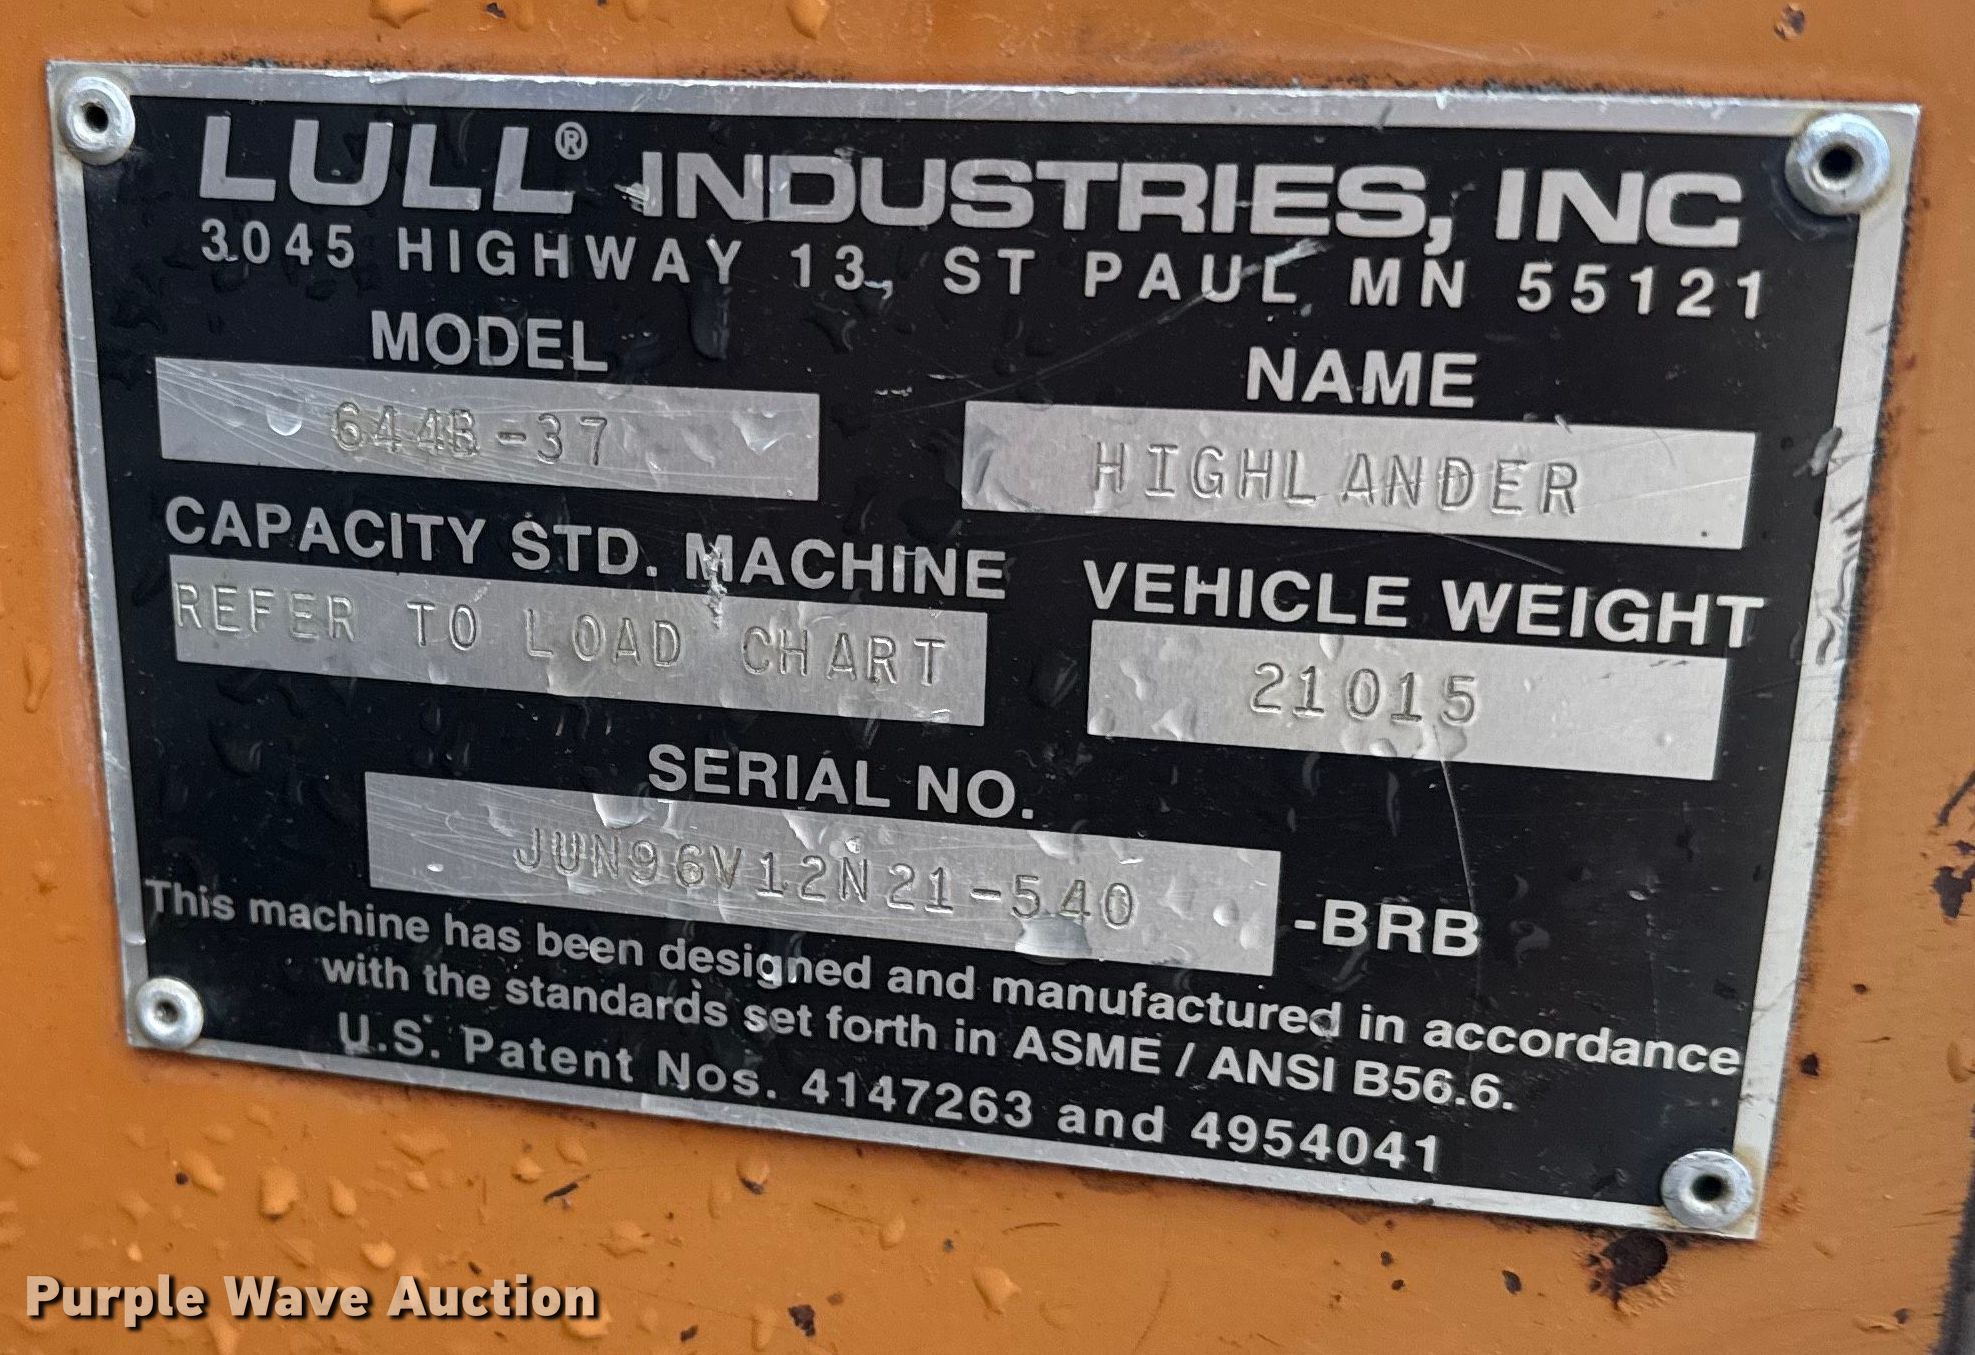 LULL® INDUSTRIES, INC
3045 HIGHWAY 13, ST PAUL MN 55121
MODEL
644B-37
NAME
HIGHLANDER
CAPACITY STD. MACHINE
REFER TO LOAD CHART
VEHICLE WEIGHT
21015
SERIAL NO.
JUN96V12N21-540 -BRB
This machine has been designed and manufactured in accordance
with the standards set forth in ASME / ANSI B56.6.
U.S. Patent Nos. 4147263 and 4954041
Purple Wave Auction